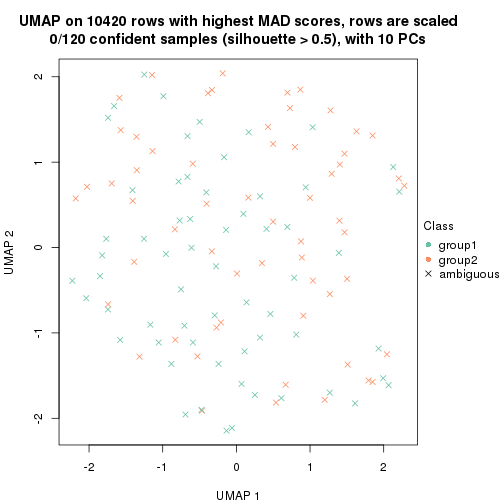 UMAP on 10420 rows with highest MAD scores, rows are scaled
0/120 confident samples (silhouette > 0.5), with 10 PCs
2
1
0
-1
-2
UMAP 2
-2
-1
0
1
2
UMAP 1
Class
group1
group2
ambiguous